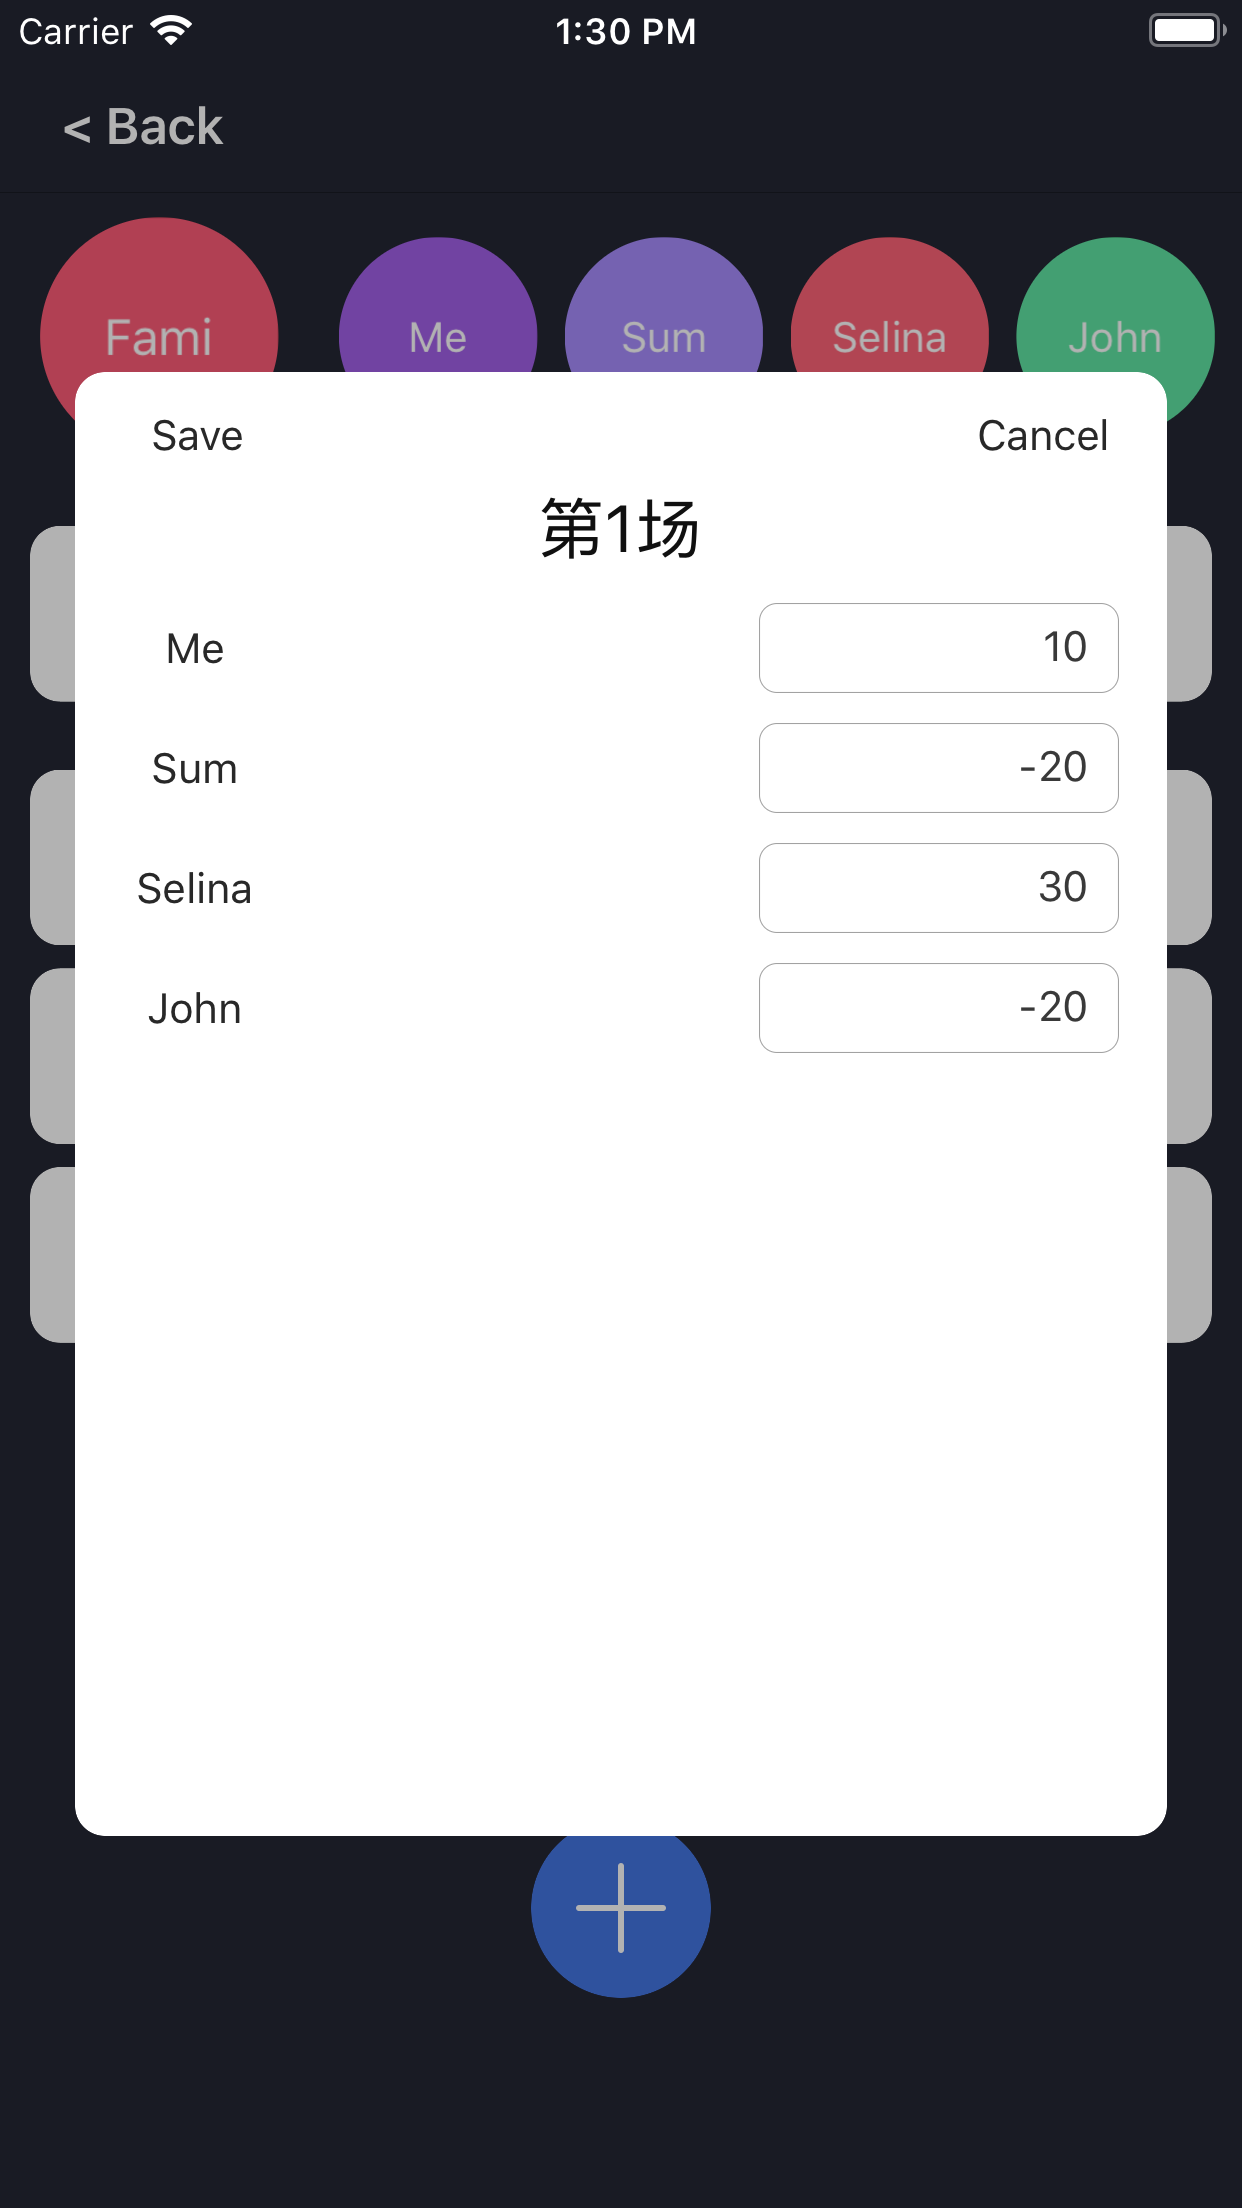 Carrier 1:30 PM
< Back
Fami Me Sum Selina John
Save Cancel
第1场
Me 10
Sum -20
Selina 30
John -20